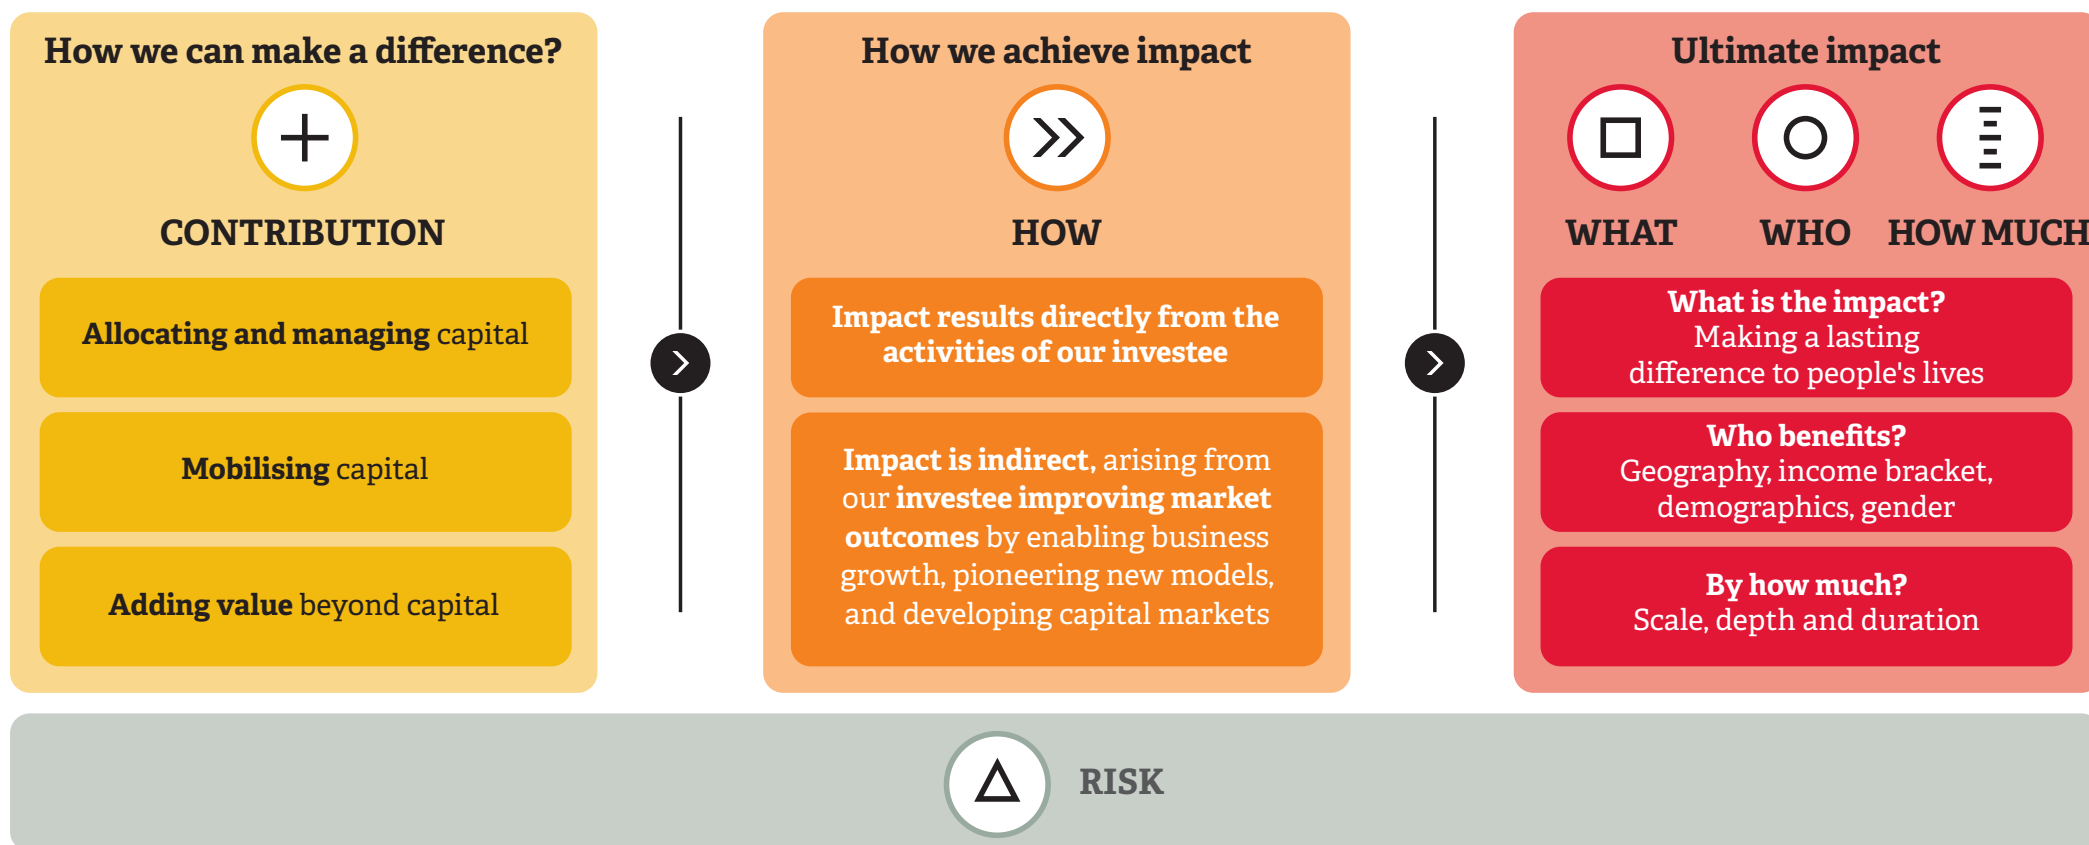 How we can make a difference?
CONTRIBUTION
Allocating and managing capital
Mobilising capital
Adding value beyond capital
How we achieve impact
HOW
Impact results directly from the
activities of our investee
Impact is indirect, arising from
our investee improving market
outcomes by enabling business
growth, pioneering new models,
and developing capital markets
Ultimate impact
WHAT
WHO
HOW MUCH
What is the impact?
Making a lasting
difference to people's lives
Who benefits?
Geography, income bracket,
demographics, gender
By how much?
Scale, depth and duration
RISK